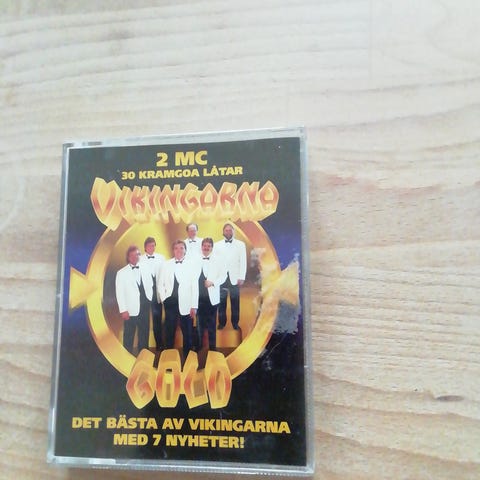 2 MC
30 KRAMGOA LÅTAR
VIKINGARNA
GOLD
DET BÄSTA AV VIKINGARNA
MED 7 NYHETER!